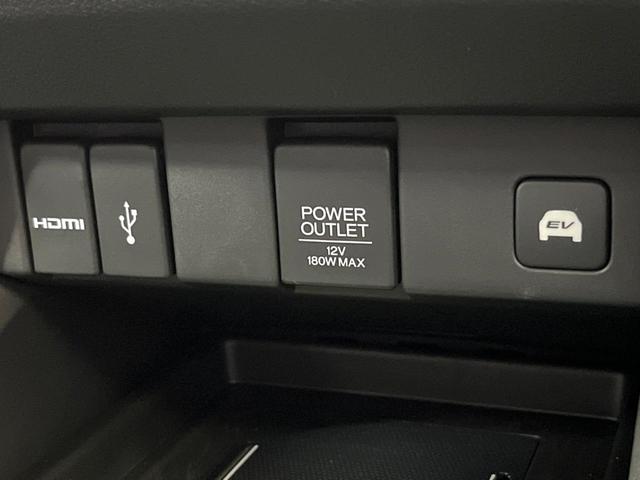 HDMI
POWER
OUTLET
12V
180W MAX
EV